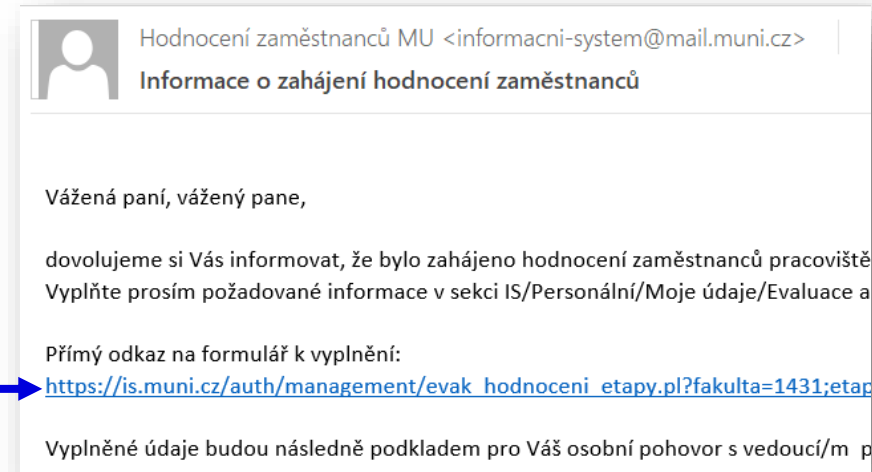 Hodnocení zaměstnanců MU <informacni-system@mail.muni.cz>
Informace o zahájení hodnocení zaměstnanců
Vážená paní, vážený pane,
dovolujeme si Vás informovat, že bylo zahájeno hodnocení zaměstnanců pracoviště
Vyplňte prosím požadované informace v sekci IS/Personální/Moje údaje/Evaluace a
Přímý odkaz na formulář k vyplnění:
https://is.muni.cz/auth/management/evak_hodnoceni_etapy.pl?fakulta=1431;etap
Vyplněné údaje budou následně podkladem pro Váš osobní pohovor s vedoucí/m p